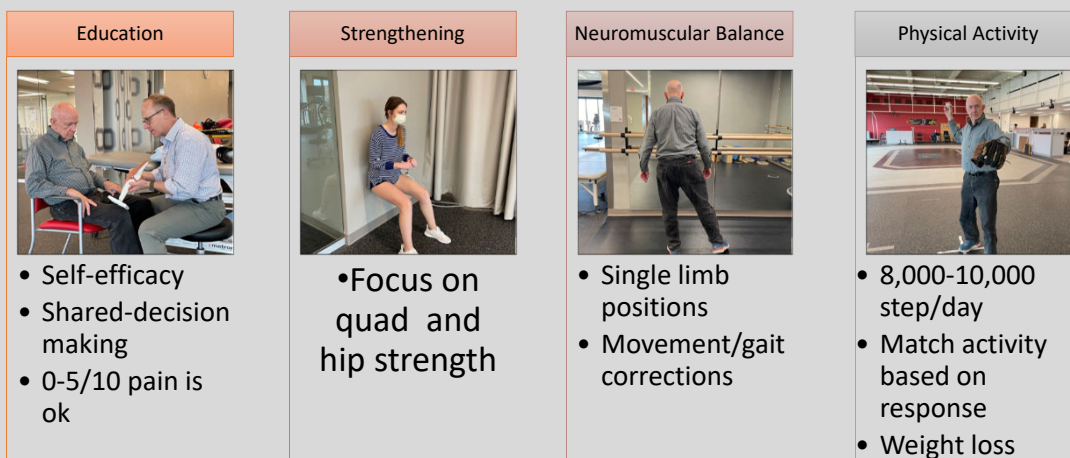 Education
• Self-efficacy
• Shared-decision
making
• 0-5/10 pain is
ok
Strengthening
•Focus on
quad and
hip strength
Neuromuscular Balance
• Single limb
positions
• Movement/gait
corrections
Physical Activity
• 8,000-10,000
step/day
• Match activity
based on
response
• Weight loss